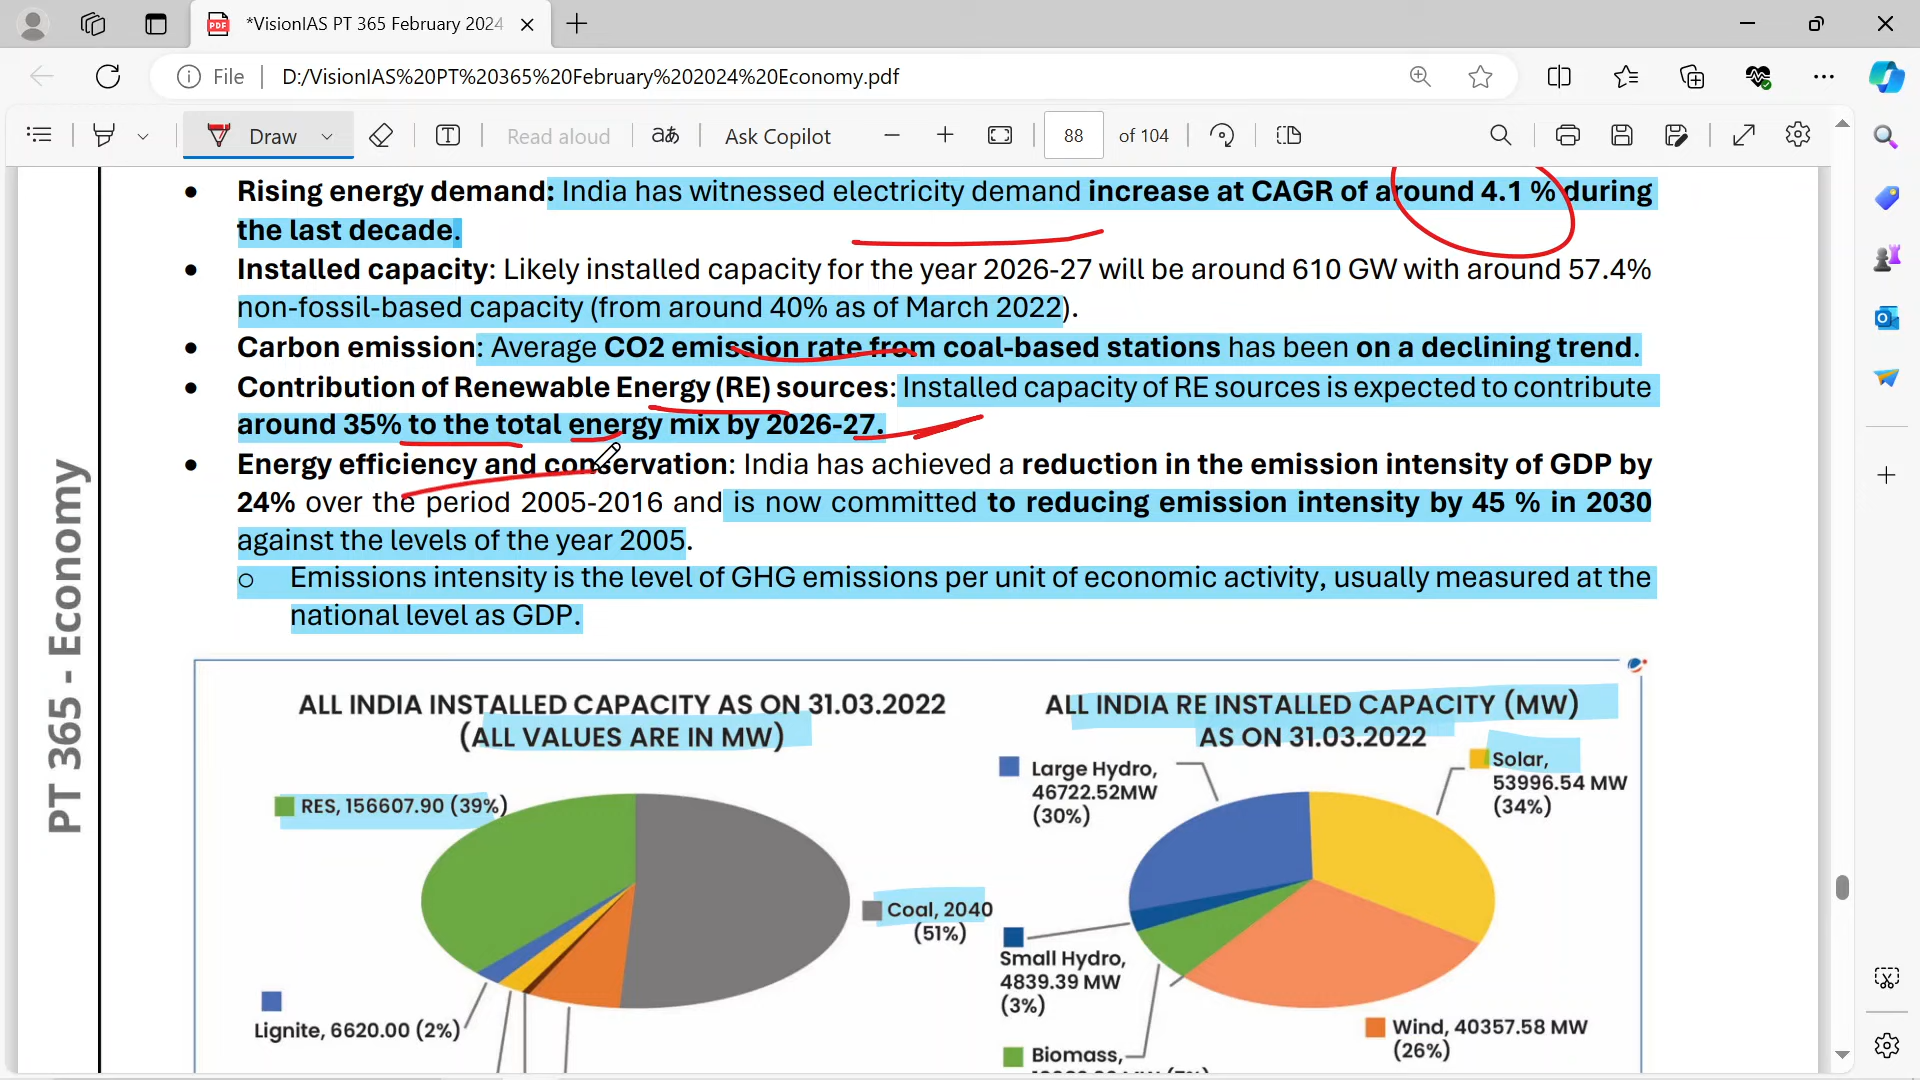 *VisionIAS PT 365 February 2024
File
D:/VisionIAS%20PT%20365%20February%202024%20Economy.pdf
Draw
Read aloud
aあ
Ask Copilot
88 of 104
PT 365 - Economy
• Rising energy demand: India has witnessed electricity demand increase at CAGR of around 4.1 % during
the last decade.
• Installed capacity: Likely installed capacity for the year 2026-27 will be around 610 GW with around 57.4%
non-fossil-based capacity (from around 40% as of March 2022).
• Carbon emission: Average CO2 emission rate from coal-based stations has been on a declining trend.
• Contribution of Renewable Energy (RE) sources: Installed capacity of RE sources is expected to contribute
around 35% to the total energy mix by 2026-27.
• Energy efficiency and conservation: India has achieved a reduction in the emission intensity of GDP by
24% over the period 2005-2016 and is now committed to reducing emission intensity by 45 % in 2030
against the levels of the year 2005.
o Emissions intensity is the level of GHG emissions per unit of economic activity, usually measured at the
national level as GDP.
ALL INDIA INSTALLED CAPACITY AS ON 31.03.2022
(ALL VALUES ARE IN MW)
RES, 156607.90 (39%)
Coal, 2040
(51%)
Lignite, 6620.00 (2%)
ALL INDIA RE INSTALLED CAPACITY (MW)
AS ON 31.03.2022
Large Hydro,
46722.52MW
(30%)
Solar,
53996.54 MW
(34%)
Small Hydro,
4839.39 MW
(3%)
Wind, 40357.58 MW
(26%)
Biomass,